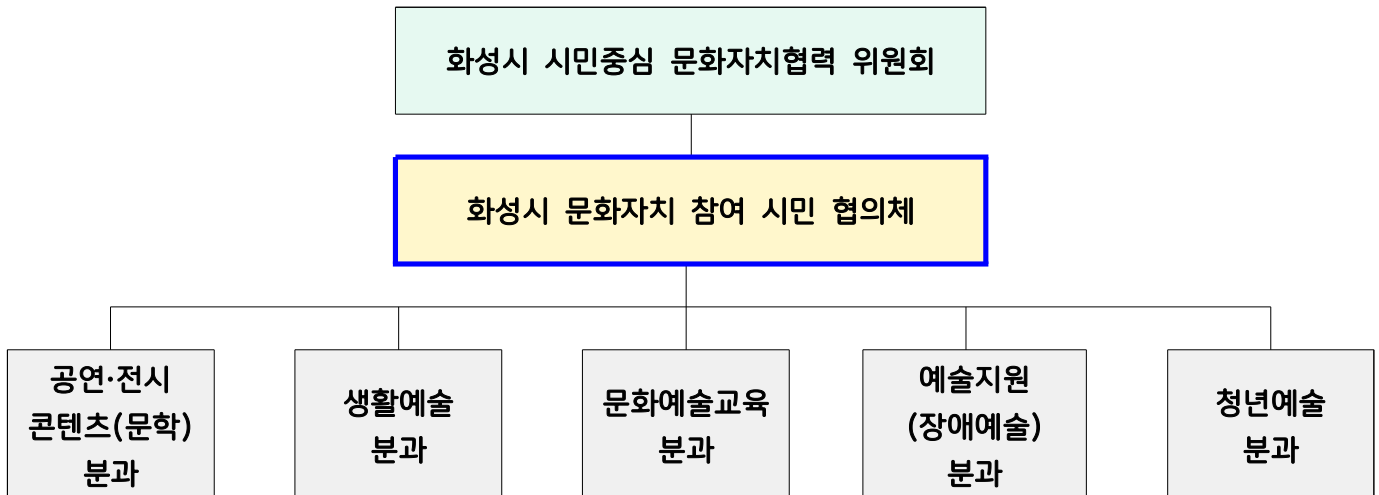 화성시 시민중심 문화자치협력 위원회
화성시 문화자치 참여 시민 협의체
공연·전시
콘텐츠(문학)
분과
생활예술
분과
문화예술교육
분과
예술지원
(장애예술)
분과
청년예술
분과